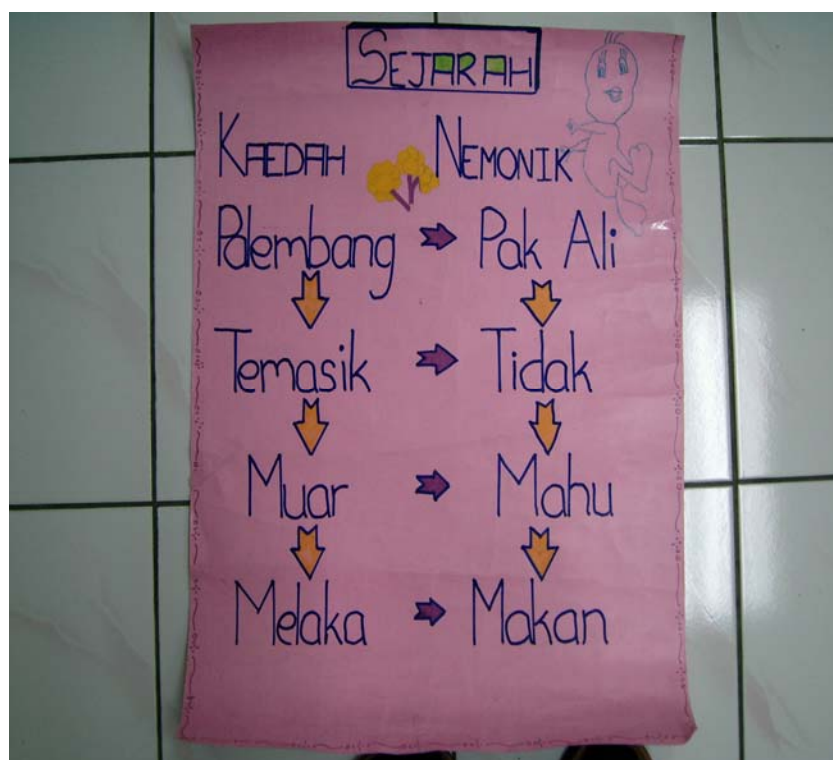 SEJARAH
KAEDAH NEMONIK
Palembang Pak Ali
Temasik Tidak
Muar Mahu
Melaka Makan